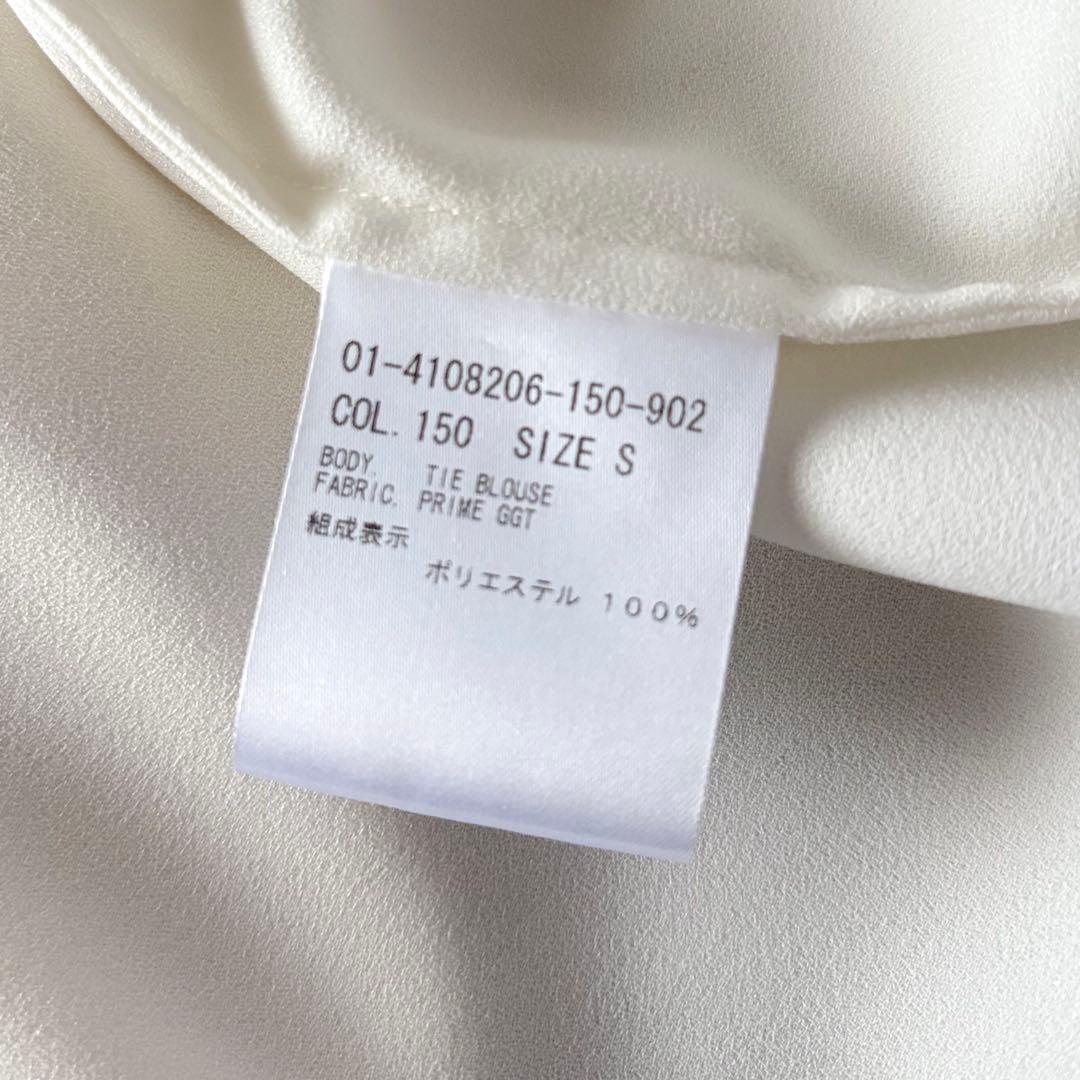 01-4108206-150-902
COL. 150 SIZE S
BODY. TIE BLOUSE
FABRIC. PRIME GGT
組成表示
ポリエステル 100%